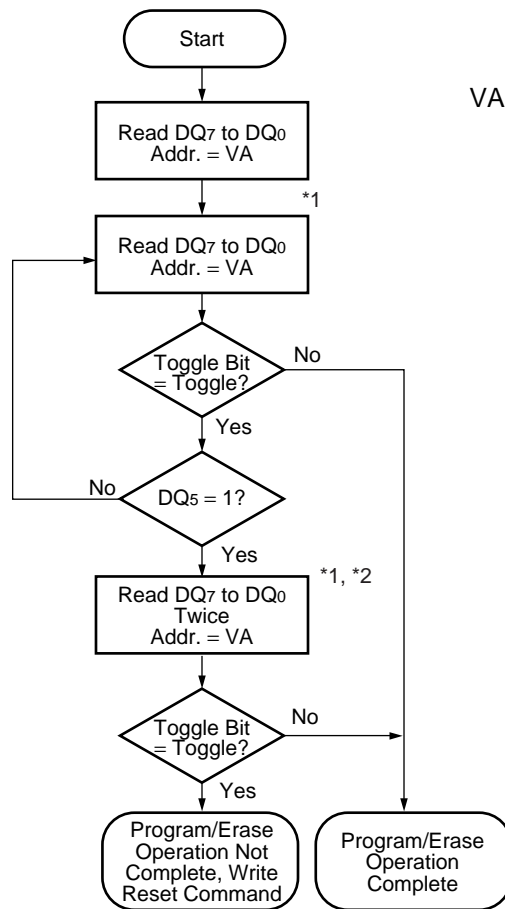 Start
VA
Read DQ7 to DQ0
Addr. = VA
*1
Read DQ7 to DQ0
Addr. = VA
Toggle Bit
= Toggle?
No
Yes
DQ5 = 1?
No
Yes
*1, *2
Read DQ7 to DQ0
Twice
Addr. = VA
Toggle Bit
= Toggle?
No
Yes
Program/Erase
Operation Not
Complete, Write
Reset Command
Program/Erase
Operation
Complete